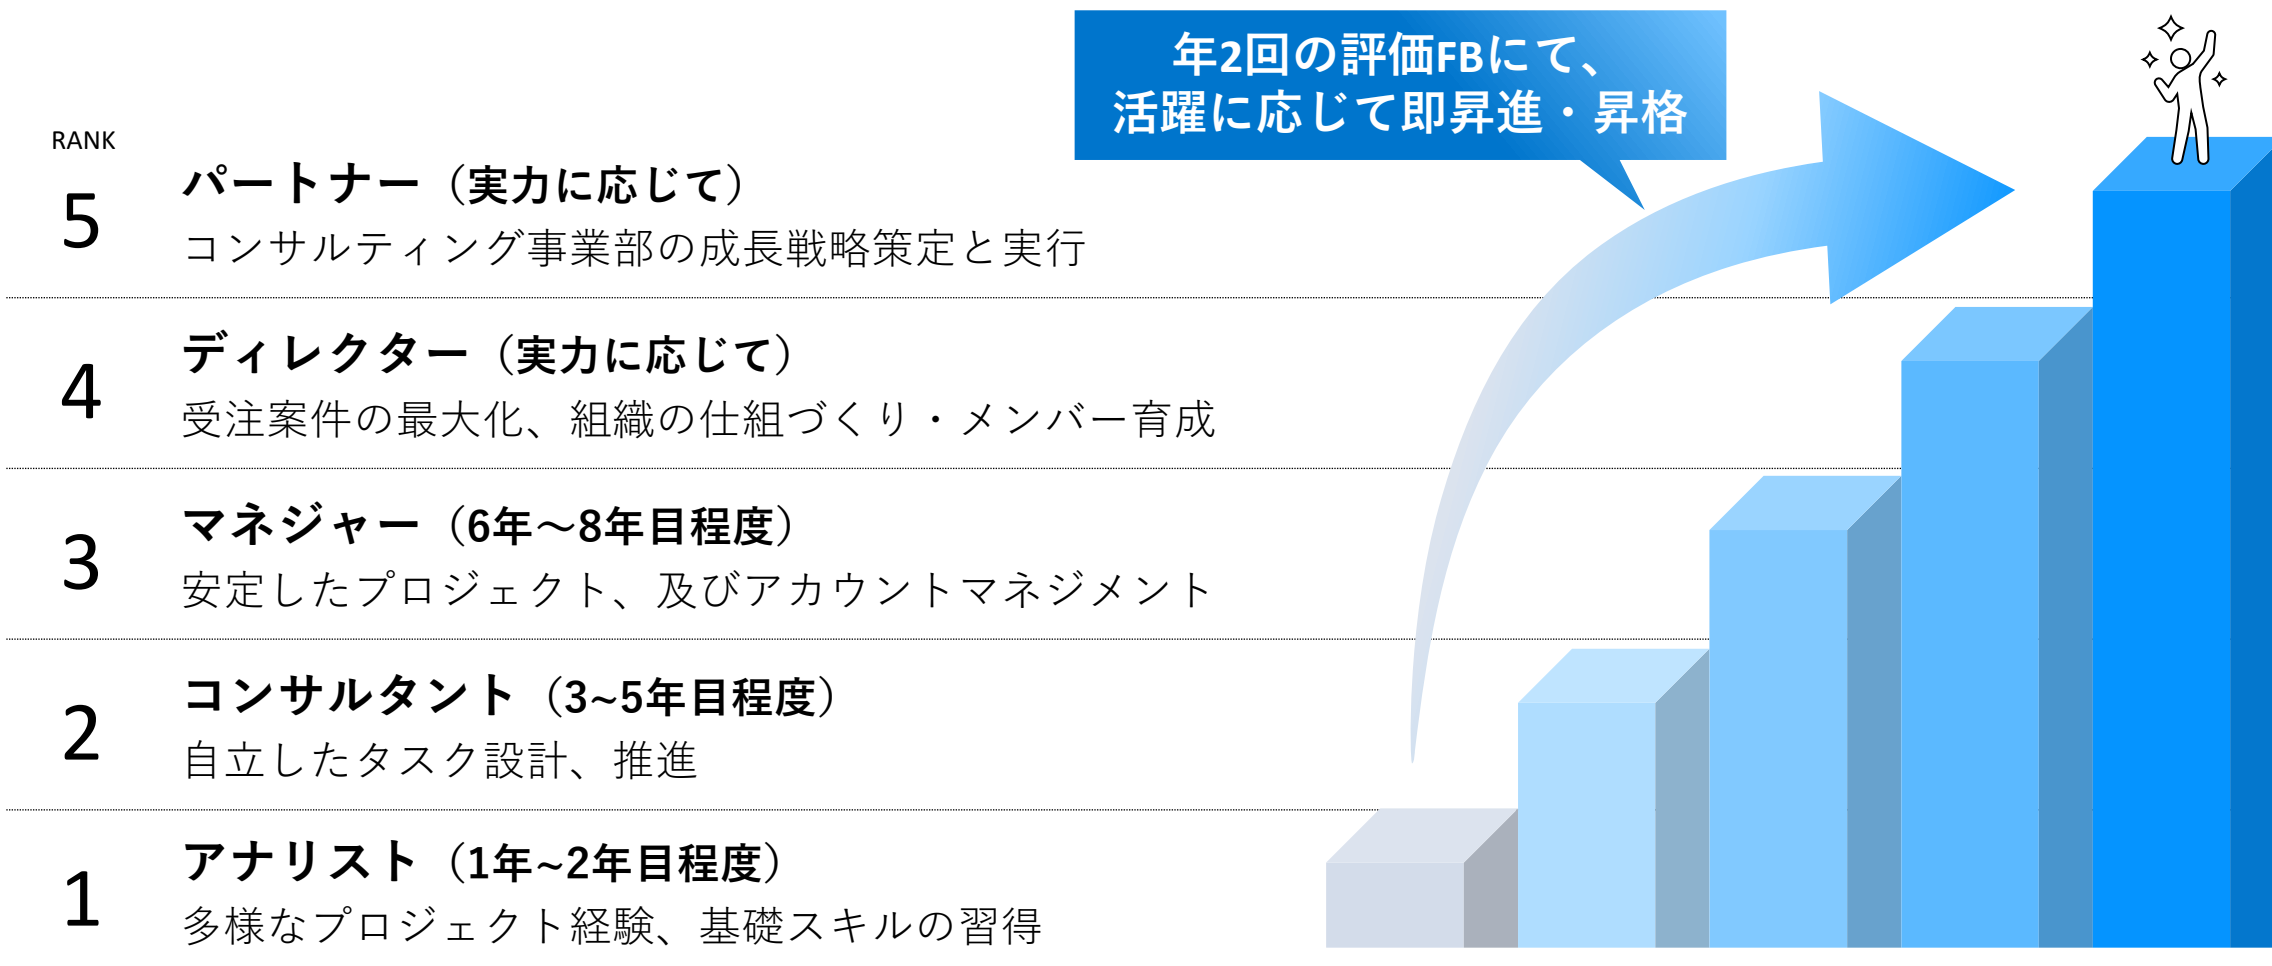 年2回の評価FBにて、
活躍に応じて即昇進・昇格
RANK
5
パートナー（実力に応じて）
コンサルティング事業部の成長戦略策定と実行
4
ディレクター（実力に応じて）
受注案件の最大化、組織の仕組づくり・メンバー育成
3
マネジャー（6年～8年目程度）
安定したプロジェクト、及びアカウントマネジメント
2
コンサルタント（3~5年目程度）
自立したタスク設計、推進
1
アナリスト（1年~2年目程度）
多様なプロジェクト経験、基礎スキルの習得